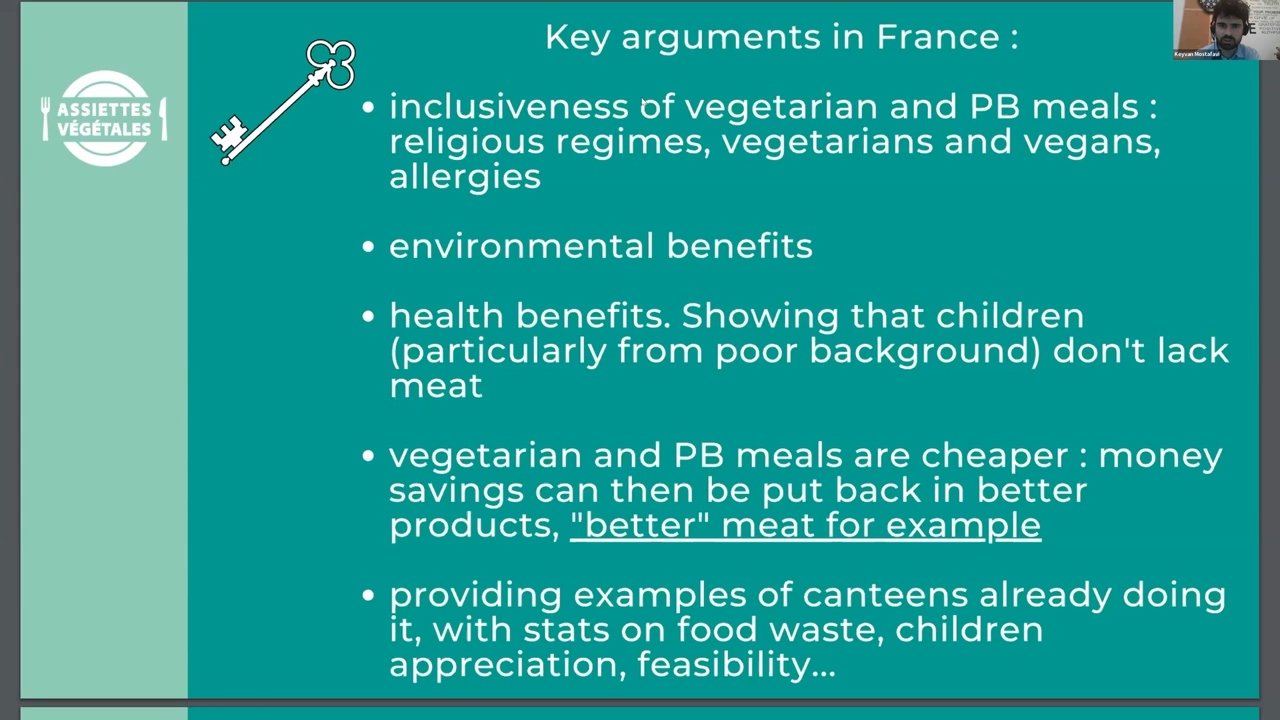 Key arguments in France :
Keyvan Mostafavi
ASSIETTES
VÉGÉTALES
• inclusiveness of vegetarian and PB meals :
religious regimes, vegetarians and vegans,
allergies
• environmental benefits
• health benefits. Showing that children
(particularly from poor background) don't lack
meat
• vegetarian and PB meals are cheaper : money
savings can then be put back in better
products, "better" meat for example
• providing examples of canteens already doing
it, with stats on food waste, children
appreciation, feasibility...